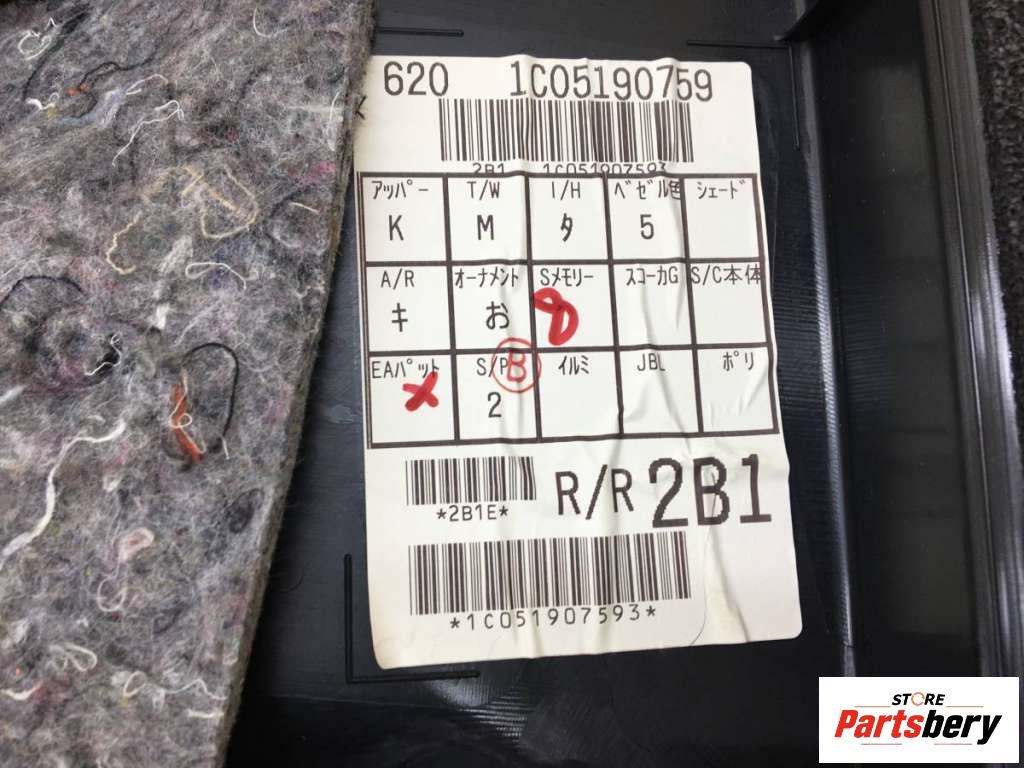 620 1C05190759
2B1 1C051907593
アッパー T/W I/H ベゼル色 シェード
K M タ 5
A/R オーナメント Sメモリー スコーカG S/C本体
キ お 8
EAパット S/P B イルミ JBL ポリ
X 2
R/R 2B1
*2B1E*
*1C051907593*
STORE
Partsbery